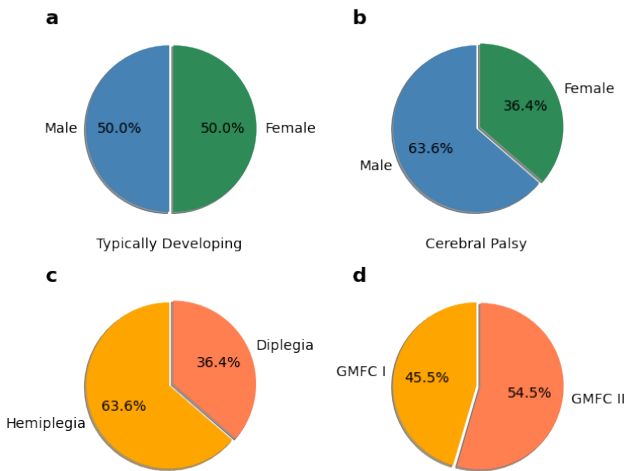 a
Male
50.0%
50.0%
Female
Typically Developing
b
Female
36.4%
63.6%
Male
Cerebral Palsy
c
Diplegia
36.4%
63.6%
Hemiplegia
d
GMFC I
45.5%
54.5%
GMFC II